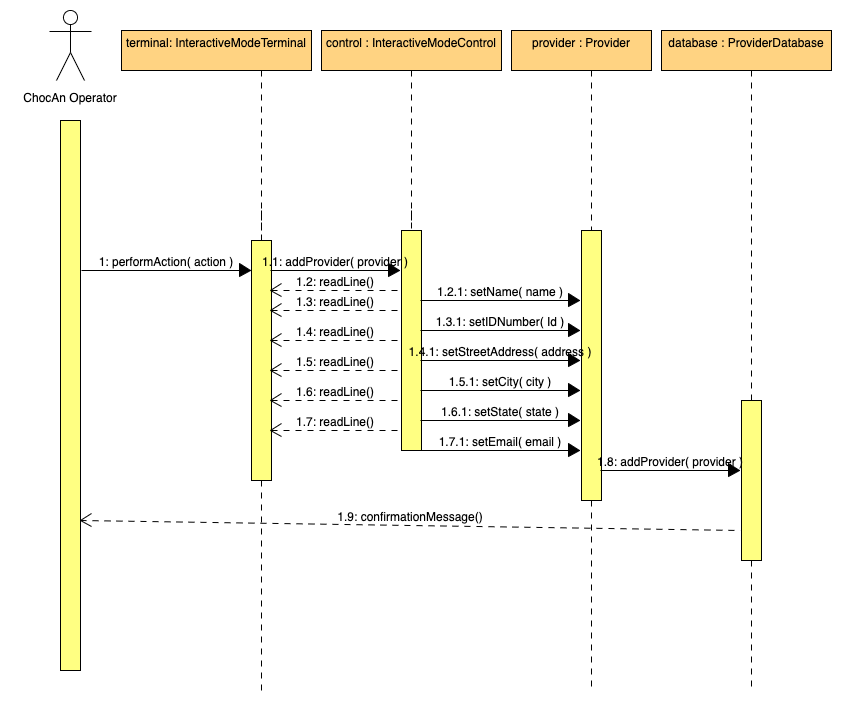 terminal: InteractiveModeTerminal
control : InteractiveModeControl
provider : Provider
database : ProviderDatabase
ChocAn Operator
1: performAction( action )
1.1: addProvider( provider )
1.2: readLine()
1.2.1: setName( name )
1.3: readLine()
1.3.1: setIDNumber( Id )
1.4: readLine()
1.4.1: setStreetAddress( address )
1.5: readLine()
1.5.1: setCity( city )
1.6: readLine()
1.6.1: setState( state )
1.7: readLine()
1.7.1: setEmail( email )
1.8: addProvider( provider )
1.9: confirmationMessage()